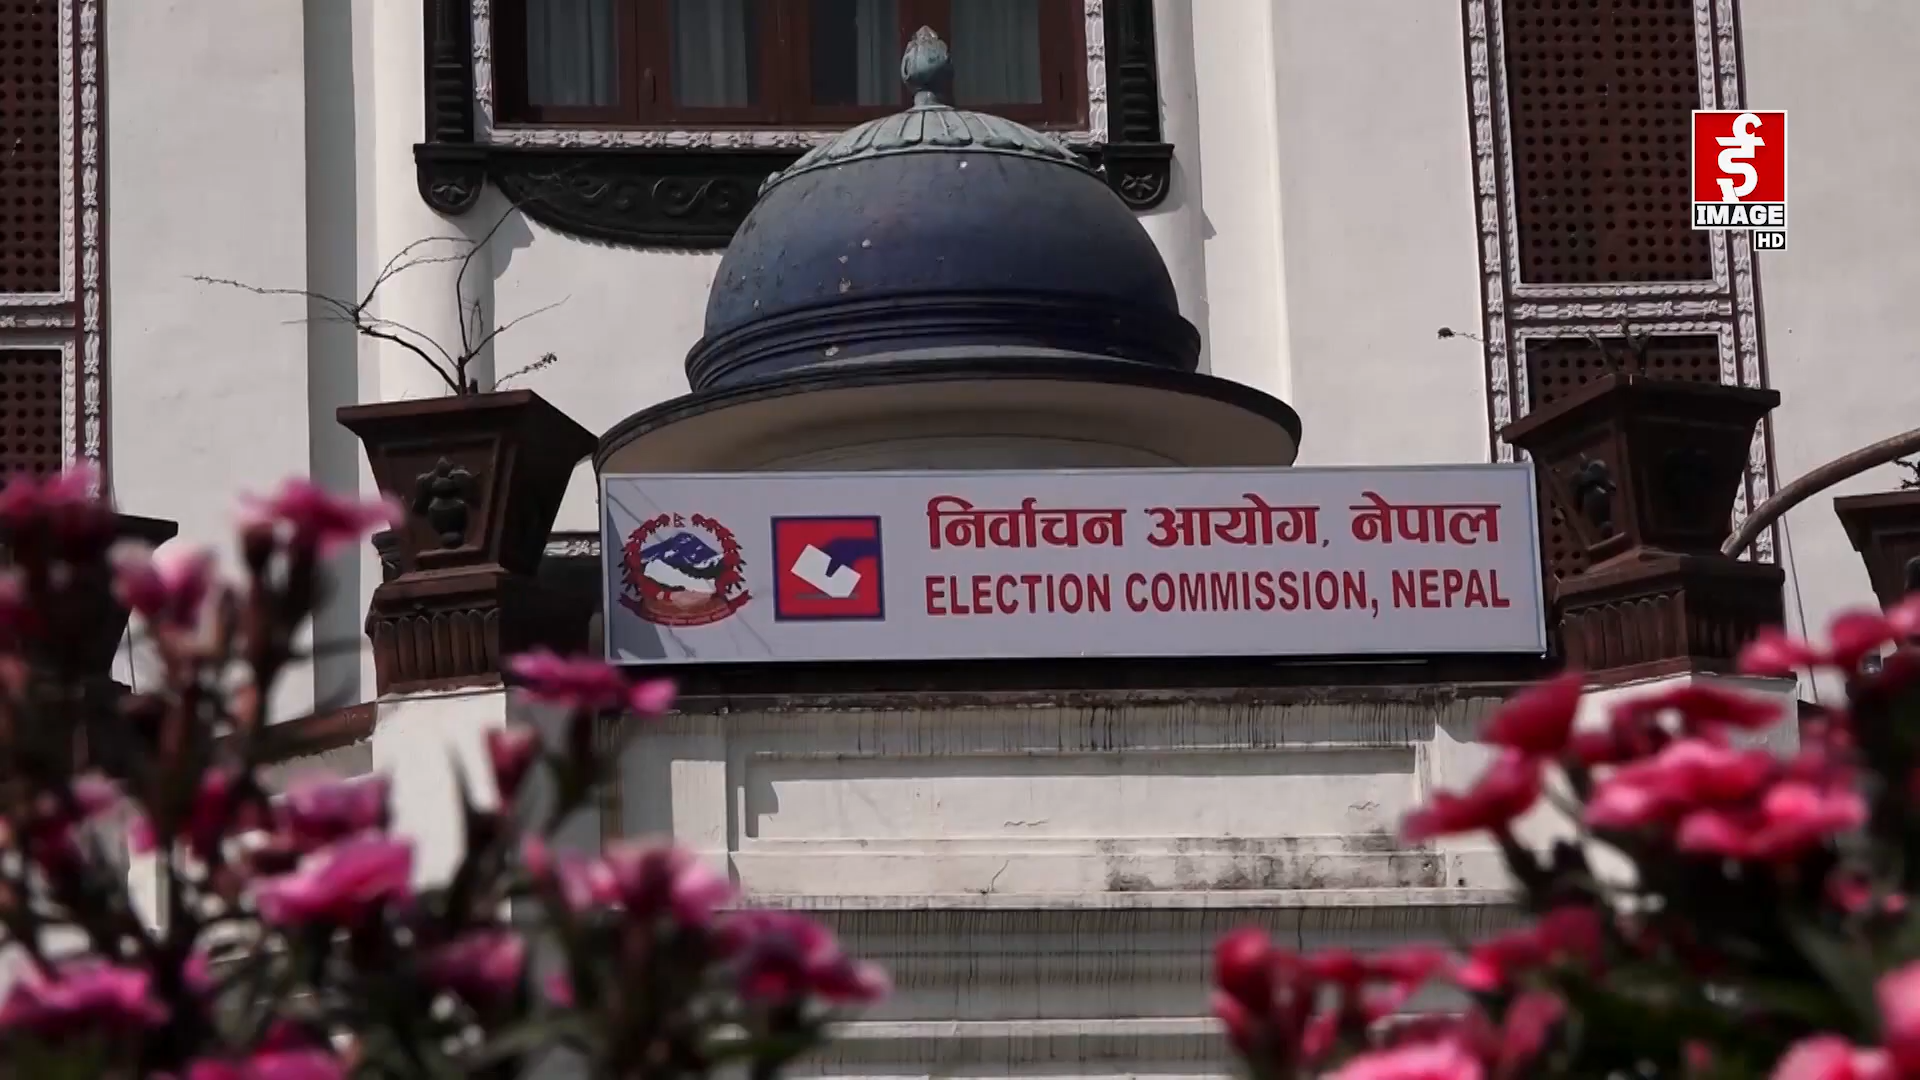 निर्वाचन आयोग, नेपाल
ELECTION COMMISSION, NEPAL
IMAGE
HD